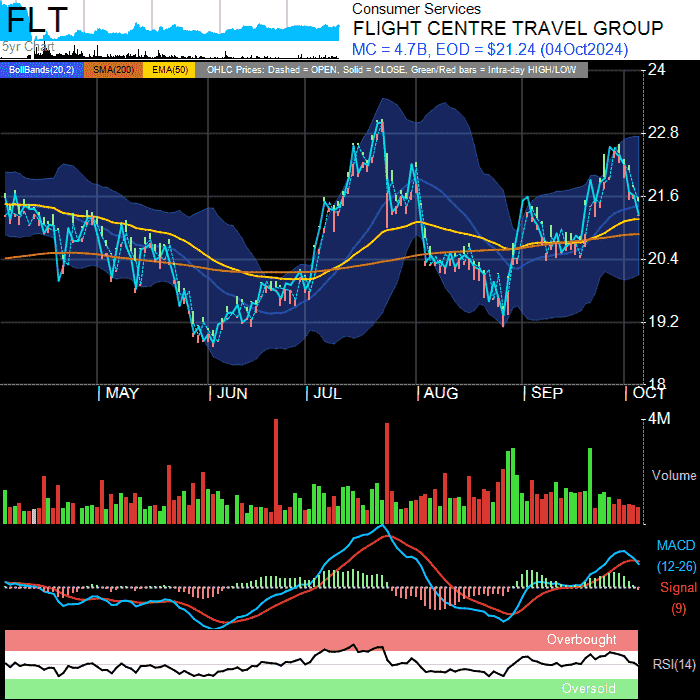 FLT
5yr Chart
Consumer Services
FLIGHT CENTRE TRAVEL GROUP
MC = 4.7B, EOD = $21.24 (04Oct2024)
BollBands(20,2) SMA(200) EMA(50) OHLC Prices: Dashed = OPEN, Solid = CLOSE, Green/Red bars = Intra-day HIGH/LOW
24
22.8
21.6
20.4
19.2
18
MAY JUN JUL AUG SEP OCT
4M
Volume
MACD
(12-26)
Signal
(9)
Overbought
RSI(14)
Oversold